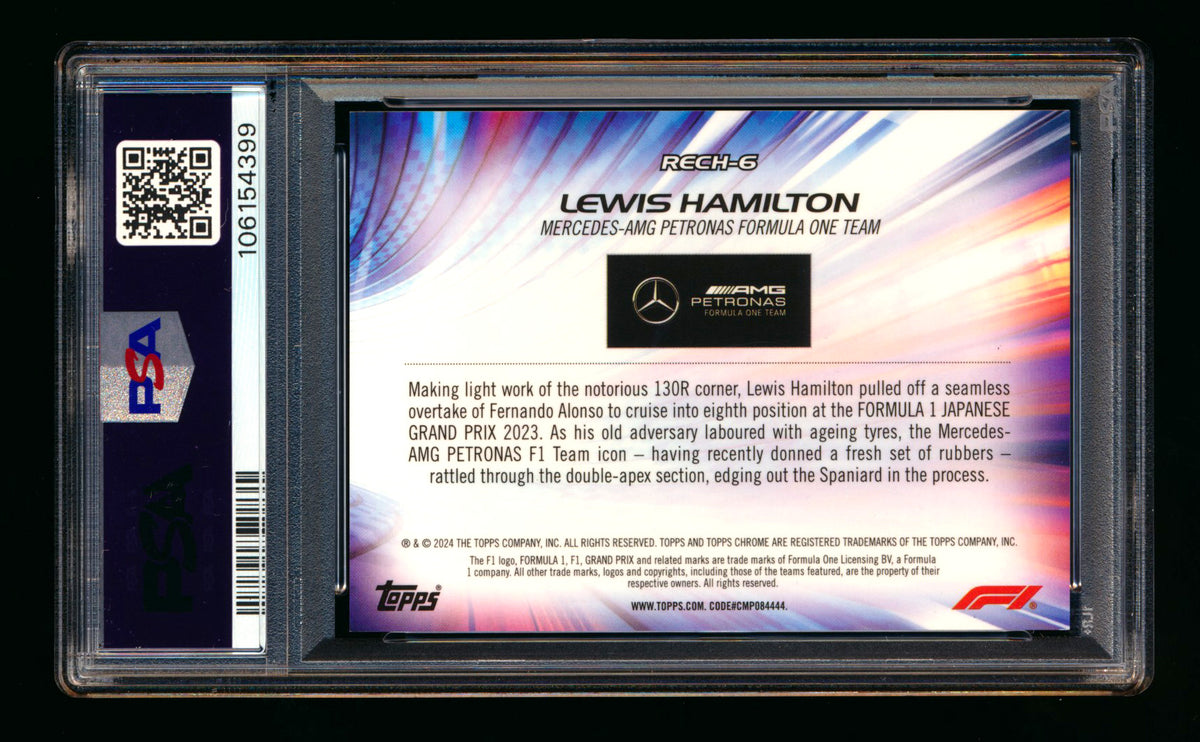 106154399
PSA
PSA
RECH-6
LEWIS HAMILTON
MERCEDES-AMG PETRONAS FORMULA ONE TEAM
AMG
PETRONAS
FORMULA ONE TEAM
Making light work of the notorious 130R corner, Lewis Hamilton pulled off a seamless
overtake of Fernando Alonso to cruise into eighth position at the FORMULA 1 JAPANESE
GRAND PRIX 2023. As his old adversary laboured with ageing tyres, the Mercedes-
AMG PETRONAS F1 Team icon – having recently donned a fresh set of rubbers –
rattled through the double-apex section, edging out the Spaniard in the process.
® & © 2024 THE TOPPS COMPANY, INC. ALL RIGHTS RESERVED. TOPPS AND TOPPS CHROME ARE REGISTERED TRADEMARKS OF THE TOPPS COMPANY, INC.
The F1 logo, FORMULA 1, F1, GRAND PRIX and related marks are trade marks of Formula One Licensing BV, a Formula
1 company. All other trade marks, logos and copyrights, including those of the teams featured, are the property of their
respective owners. All rights reserved.
topps®
WWW.TOPPS.COM. CODE#CMP084444.
F1®